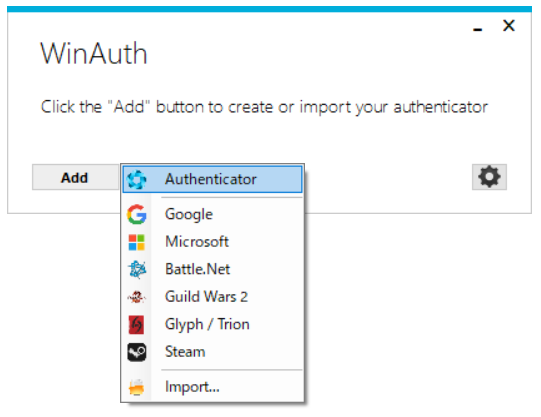 WinAuth
Click the "Add" button to create or import your authenticator
Add
Authenticator
Google
Microsoft
Battle.Net
Guild Wars 2
Glyph / Trion
Steam
Import...